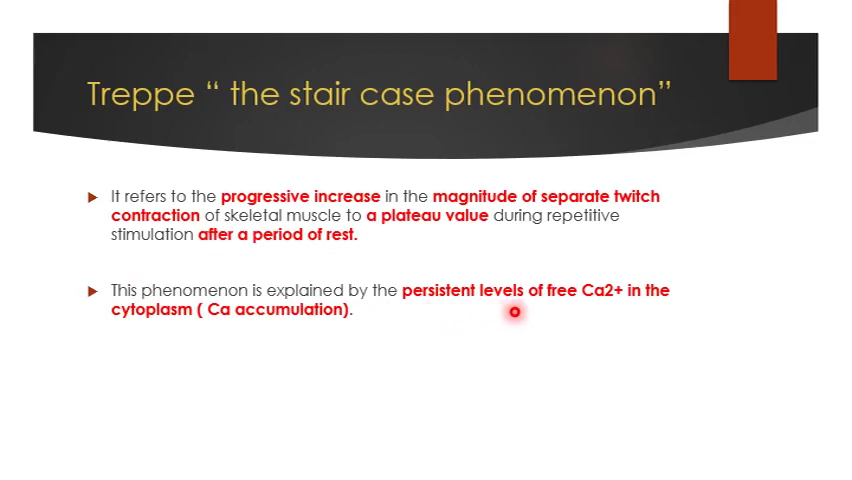 Treppe “ the stair case phenomenon”
It refers to the progressive increase in the magnitude of separate twitch
contraction of skeletal muscle to a plateau value during repetitive
stimulation after a period of rest.
This phenomenon is explained by the persistent levels of free Ca2+ in the
cytoplasm ( Ca accumulation).